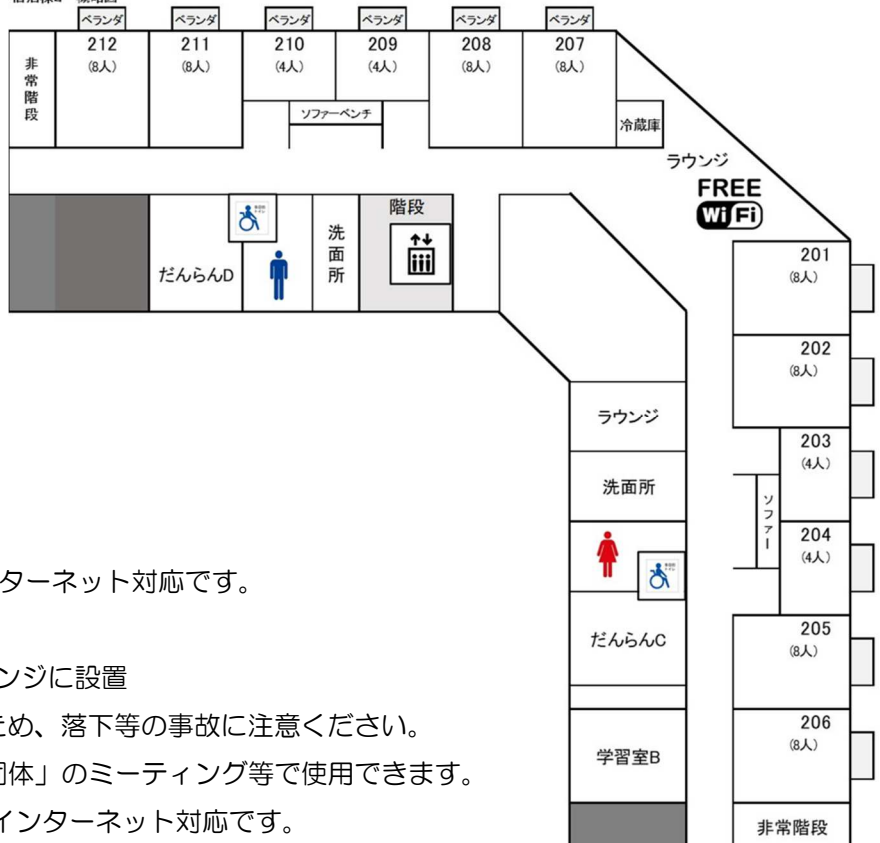 ベランダ ベランダ ベランダ ベランダ ベランダ ベランダ
212 211 210 209 208 207
(8人) (8人) (4人) (4人) (8人) (8人)
非常階段
ソファーベンチ
冷蔵庫
ラウンジ
FREE
Wi Fi
階段
洗面所
だんらんD
201
(8人)
202
(8人)
ラウンジ
203
(4人)
洗面所
ソファー
204
(4人)
ターネット対応です。
だんらんC
205
(8人)
ンジに設置
ため、落下等の事故に注意ください。
206
(8人)
団体」のミーティング等で使用できます。
学習室B
インターネット対応です。
非常階段